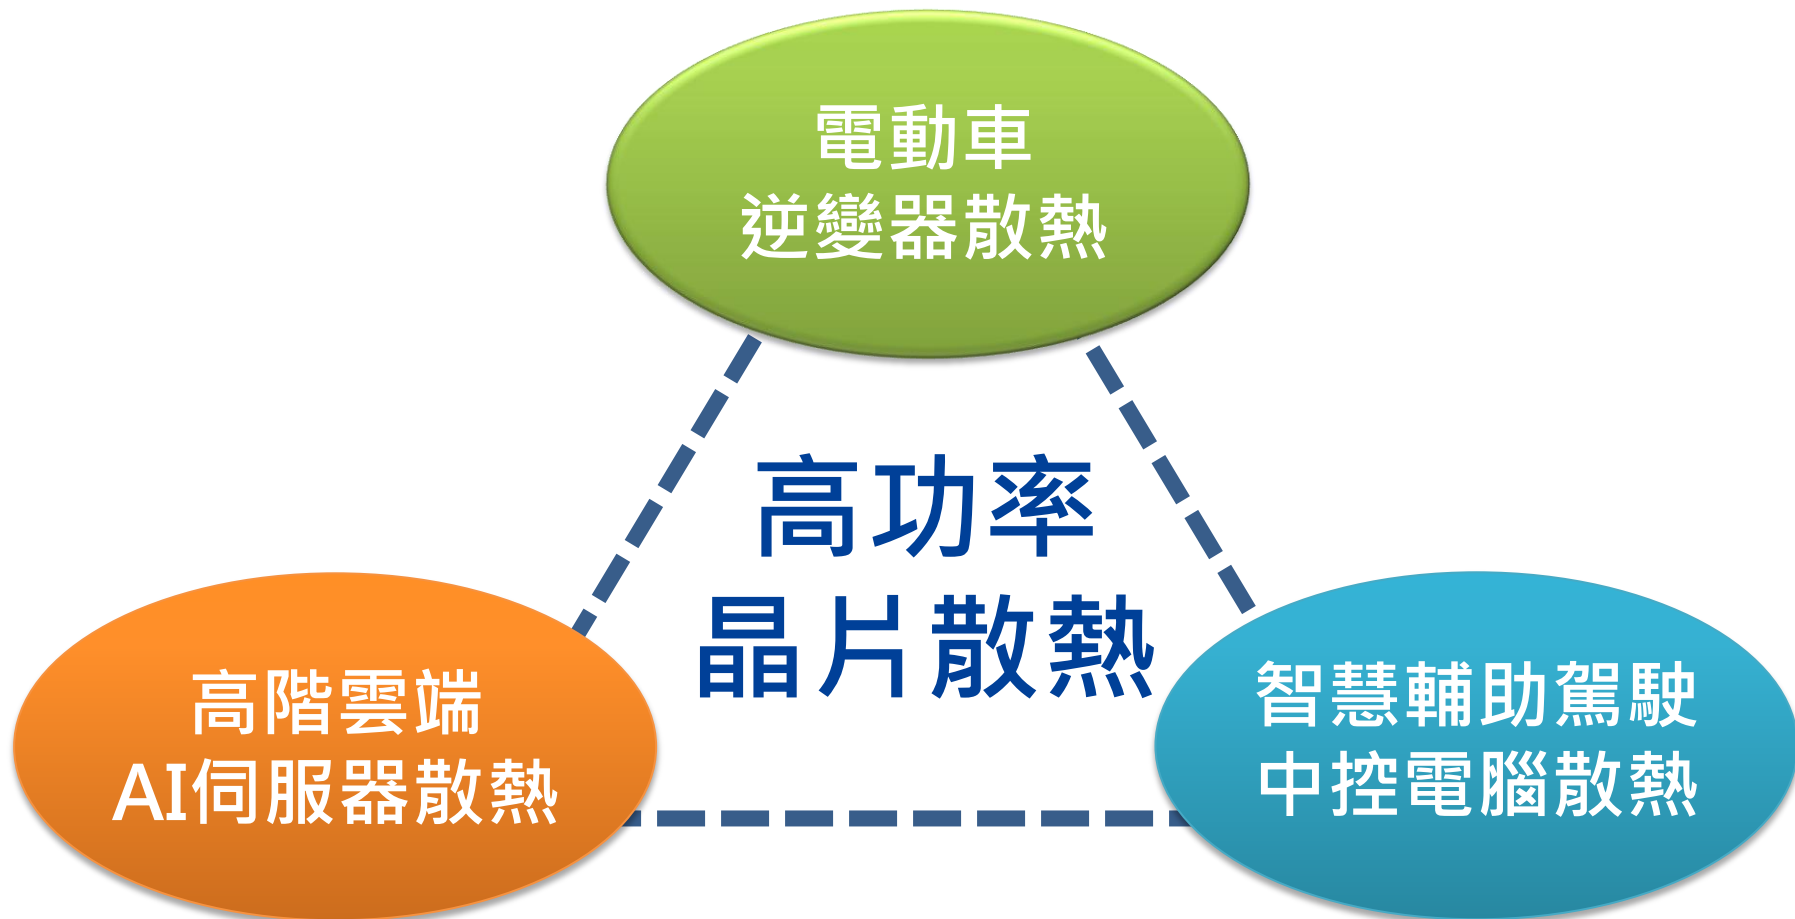 電動車
逆變器散熱
高功率
晶片散熱
高階雲端
AI伺服器散熱
智慧輔助駕駛
中控電腦散熱